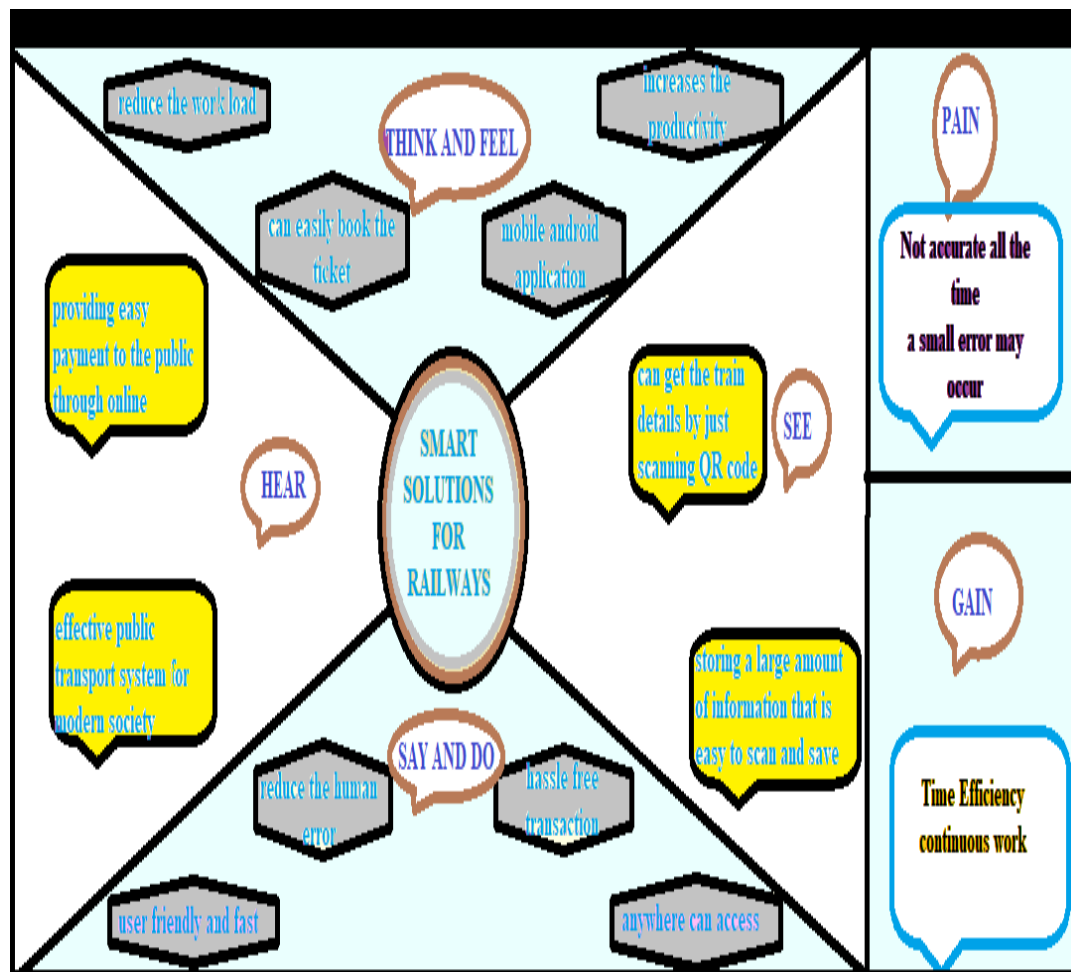 reduce the work load
THINK AND FEEL
increases the
productivity
can easily book the
ticket
mobile android
application
providing easy
payment to the public
through online
HEAR
effective public
transport system for
modern society
SMART
SOLUTIONS
FOR
RAILWAYS
can get the train
details by just
scanning QR code
SEE
storing a large amount
of information that is
easy to scan and save
SAY AND DO
reduce the human
error
hassle free
transaction
user friendly and fast
anywhere can access
PAIN
Not accurate all the
time
a small error may
occur
GAIN
Time Efficiency
continuous work